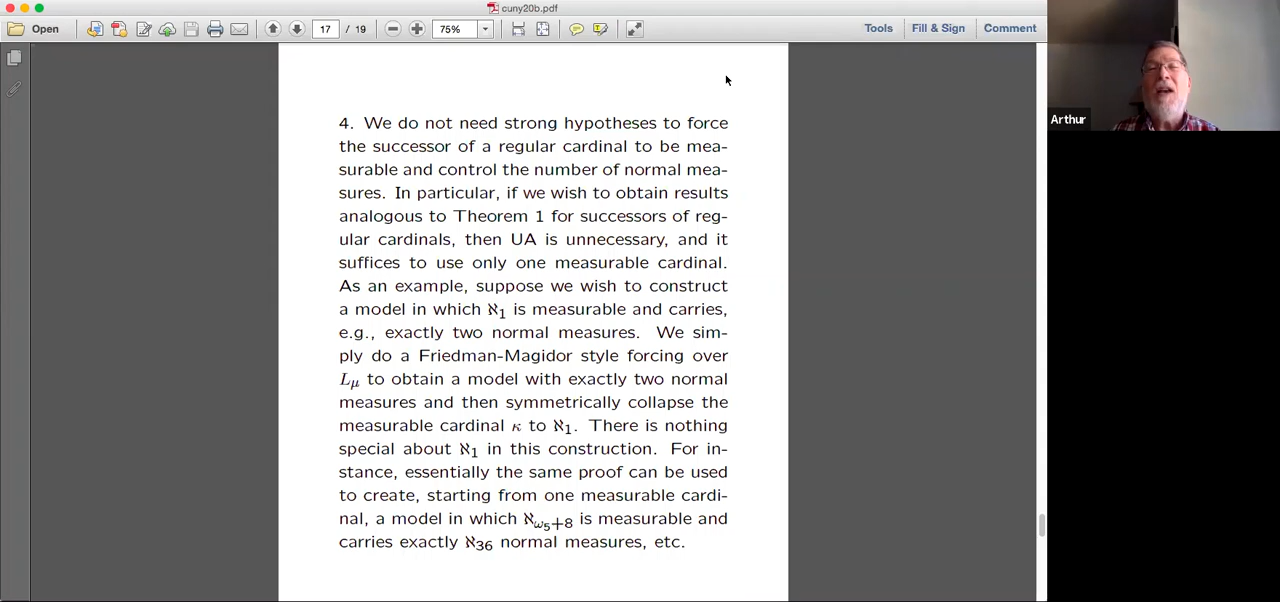 cuny20b.pdf
Open
17 / 19
75%
Tools
Fill & Sign
Comment
Arthur
4. We do not need strong hypotheses to force
the successor of a regular cardinal to be mea-
surable and control the number of normal mea-
sures. In particular, if we wish to obtain results
analogous to Theorem 1 for successors of reg-
ular cardinals, then UA is unnecessary, and it
suffices to use only one measurable cardinal.
As an example, suppose we wish to construct
a model in which ℵ₁ is measurable and carries,
e.g., exactly two normal measures. We sim-
ply do a Friedman-Magidor style forcing over
L_μ to obtain a model with exactly two normal
measures and then symmetrically collapse the
measurable cardinal κ to ℵ₁. There is nothing
special about ℵ₁ in this construction. For in-
stance, essentially the same proof can be used
to create, starting from one measurable cardi-
nal, a model in which ℵ_{ω₅+8} is measurable and
carries exactly ℵ₃₆ normal measures, etc.